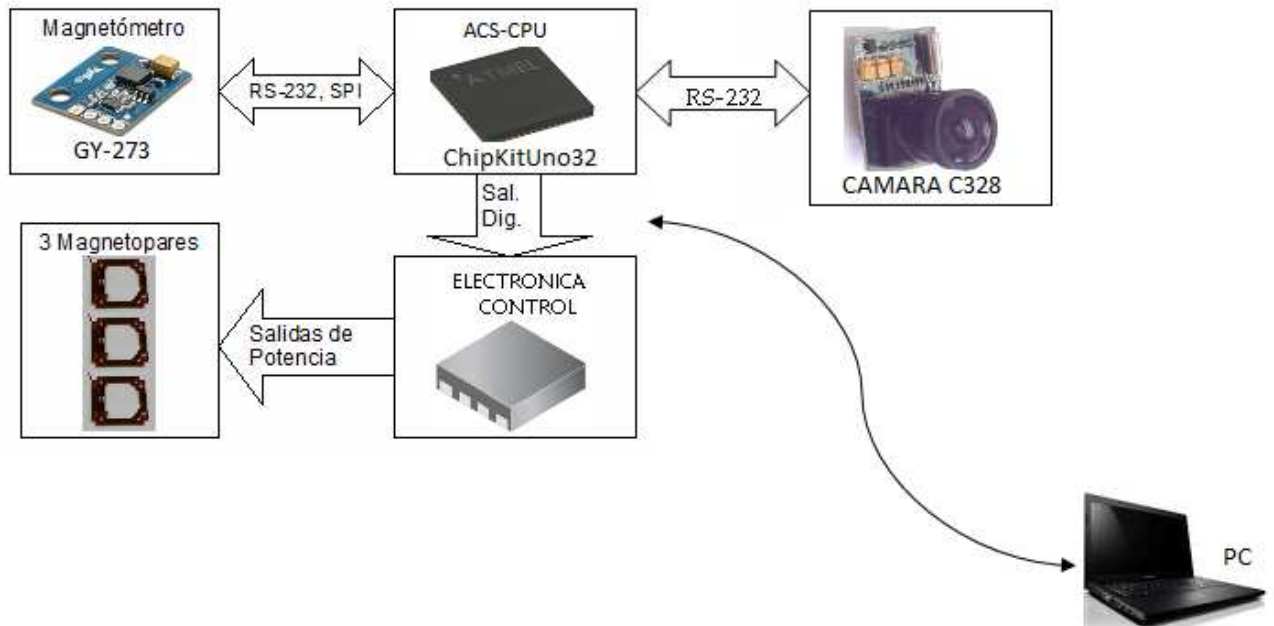 Magnetómetro
GY-273
RS-232, SPI
ACS-CPU
ATMEL
ChipKitUno32
RS-232
CAMARA C328
Sal.
Dig.
3 Magnetopares
Salidas de
Potencia
ELECTRONICA
CONTROL
PC